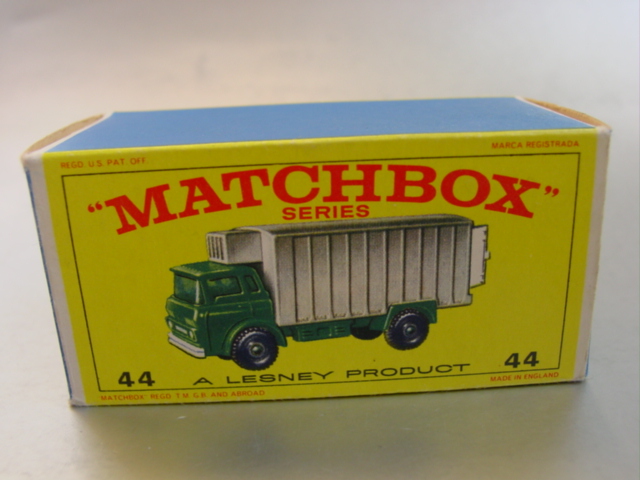 REGD U.S PAT. OFF
MARCA REGISTRADA
"MATCHBOX"
SERIES
44 A LESNEY PRODUCT 44
MADE IN ENGLAND
MATCHBOX' REGD. T.M. G.B. AND ABROAD